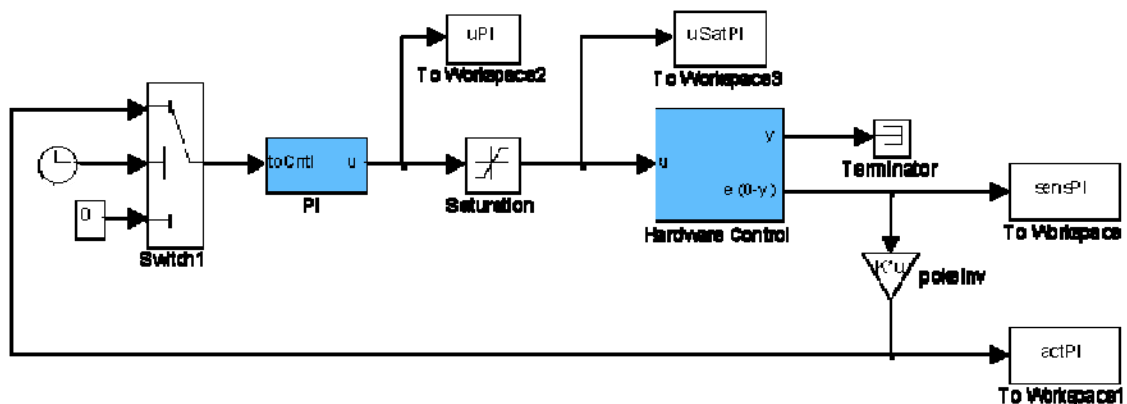 uPI
To Workspace2
uSatPI
To Workspace3
toCntl
u
PI
Saturation
u
y
e (0-y)
Hardware Control
Terminator
0
Switch1
sensPI
To Workspace
K*u
pokeInv
actPI
To Workspace1